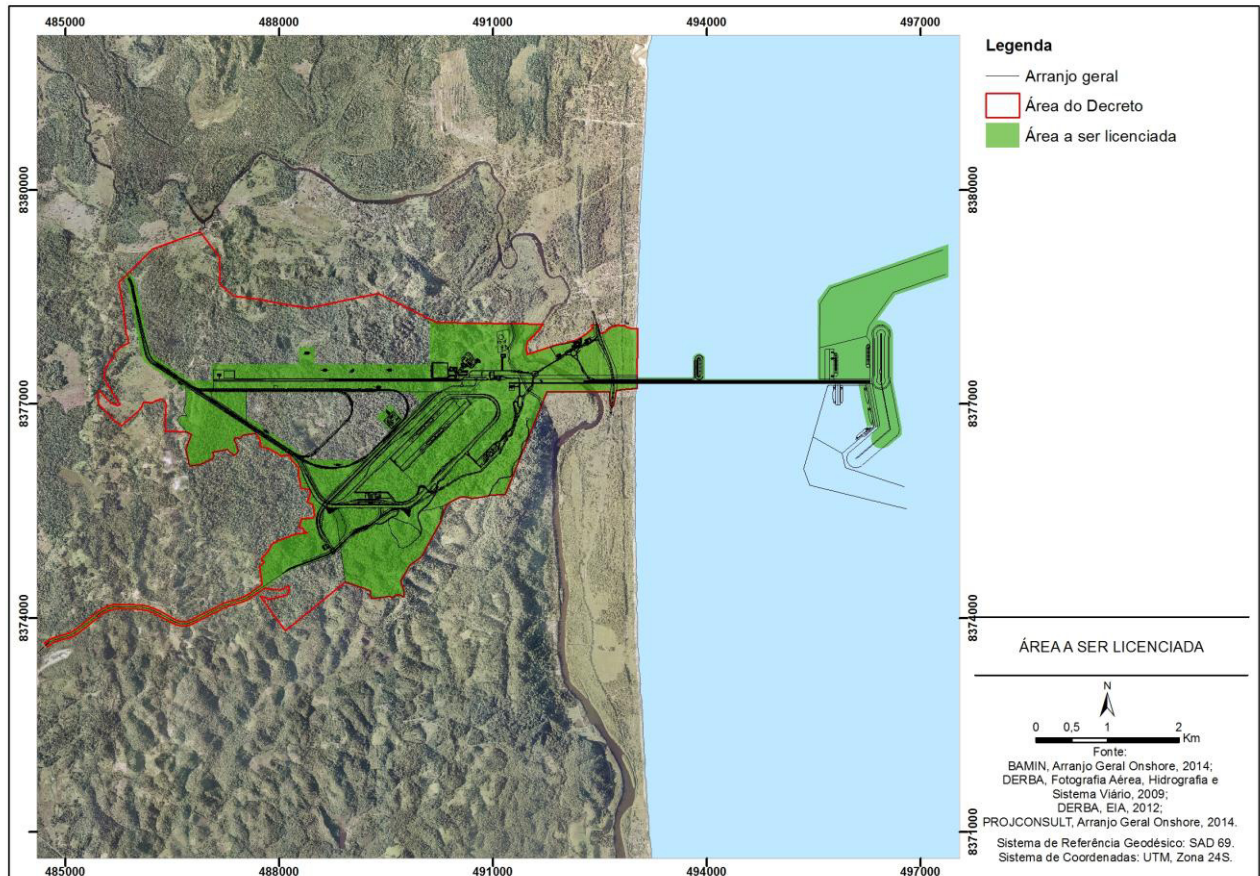 485000 488000 491000 494000 497000
Legenda
Arranjo geral
Área do Decreto
Área a ser licenciada
8380000 8380000
8377000 8377000
8374000 8374000
ÁREA A SER LICENCIADA
N
0 0,5 1 2
Km
Fonte:
BAMIN, Arranjo Geral Onshore, 2014;
DERBA, Fotografia Aérea, Hidrografia e
Sistema Viário, 2009;
DERBA, EIA, 2012;
PROJCONSULT, Arranjo Geral Onshore, 2014.
Sistema de Referência Geodésico: SAD 69.
Sistema de Coordenadas: UTM, Zona 24S.
8371000 8371000
485000 488000 491000 494000 497000